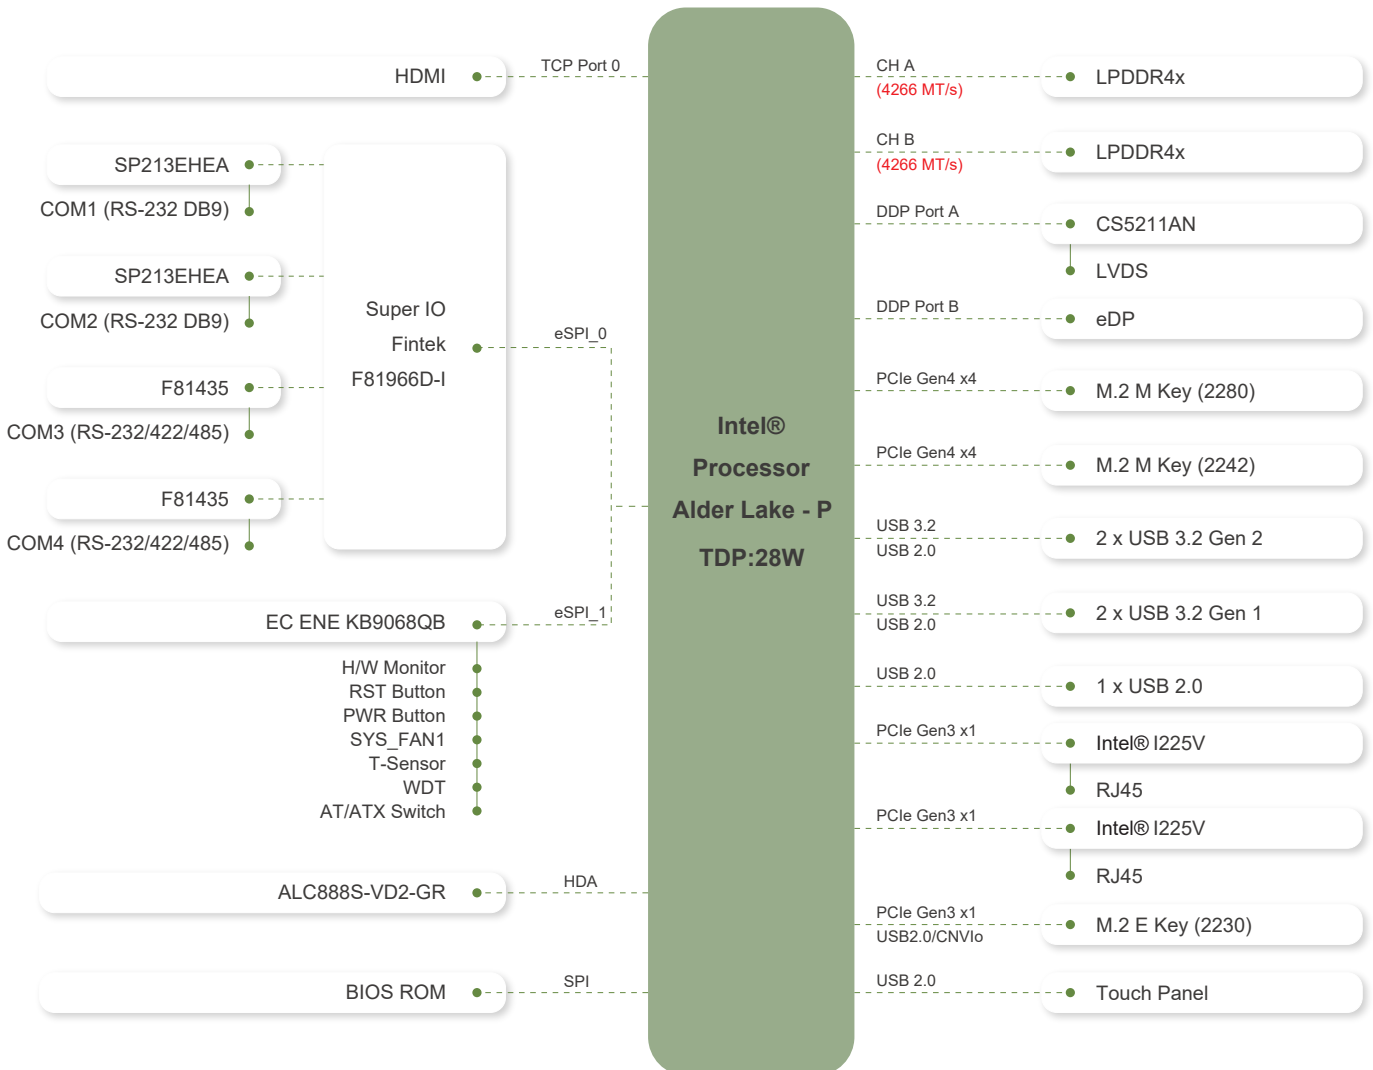 HDMI
TCP Port 0
SP213EHEA
COM1 (RS-232 DB9)
SP213EHEA
COM2 (RS-232 DB9)
F81435
COM3 (RS-232/422/485)
F81435
COM4 (RS-232/422/485)
Super IO
Fintek
F81966D-I
eSPI_0
eSPI_1
EC ENE KB9068QB
H/W Monitor
RST Button
PWR Button
SYS_FAN1
T-Sensor
WDT
AT/ATX Switch
ALC888S-VD2-GR
HDA
BIOS ROM
SPI
Intel®
Processor
Alder Lake - P
TDP:28W
CH A
(4266 MT/s)
LPDDR4x
CH B
(4266 MT/s)
LPDDR4x
DDP Port A
CS5211AN
LVDS
DDP Port B
eDP
PCIe Gen4 x4
M.2 M Key (2280)
PCIe Gen4 x4
M.2 M Key (2242)
USB 3.2
USB 2.0
2 x USB 3.2 Gen 2
USB 3.2
USB 2.0
2 x USB 3.2 Gen 1
USB 2.0
1 x USB 2.0
PCIe Gen3 x1
Intel® I225V
RJ45
PCIe Gen3 x1
Intel® I225V
RJ45
PCIe Gen3 x1
USB2.0/CNVIo
M.2 E Key (2230)
USB 2.0
Touch Panel